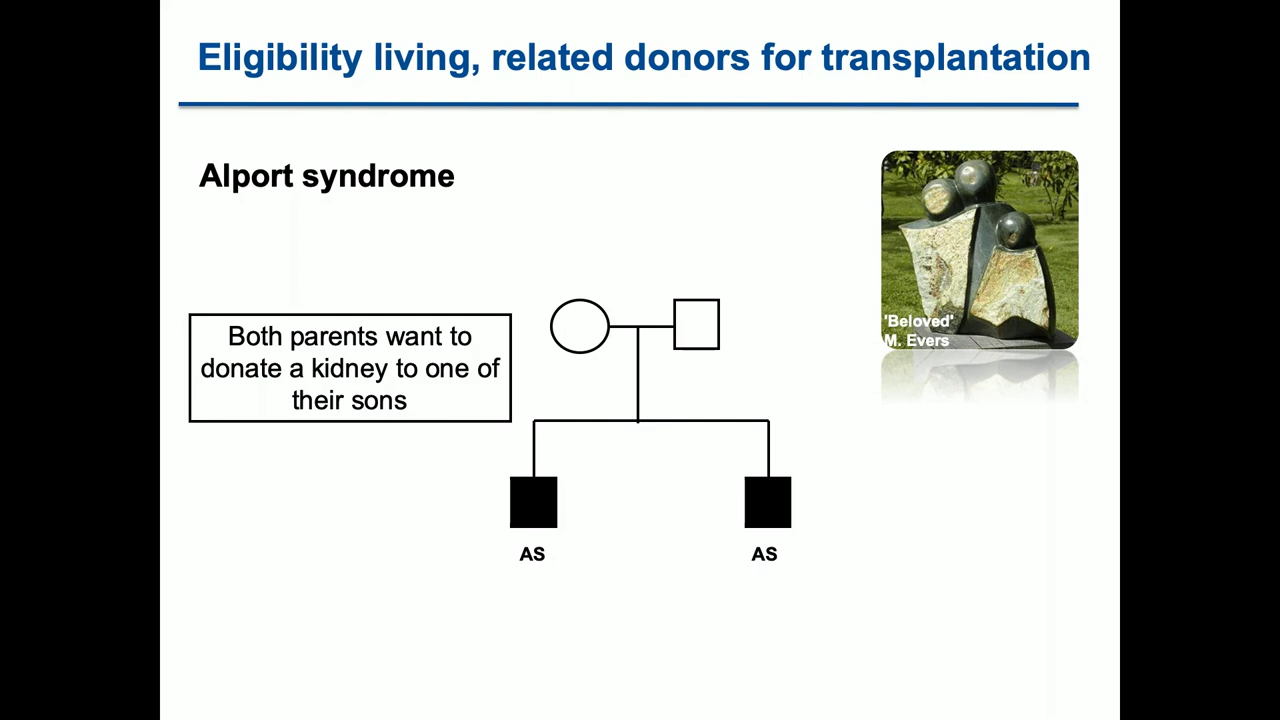 Eligibility living, related donors for transplantation
Alport syndrome
'Beloved'
M. Evers
Both parents want to
donate a kidney to one of
their sons
AS
AS